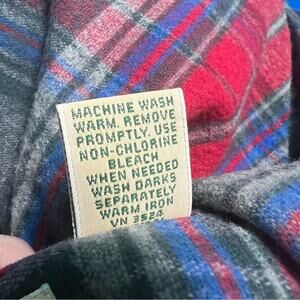 MACHINE WASH
WARM. REMOVE
PROMPTLY. USE
NON-CHLORINE
BLEACH
WHEN NEEDED
WASH DARKS
SEPARATELY
WARM IRON
VN 3524